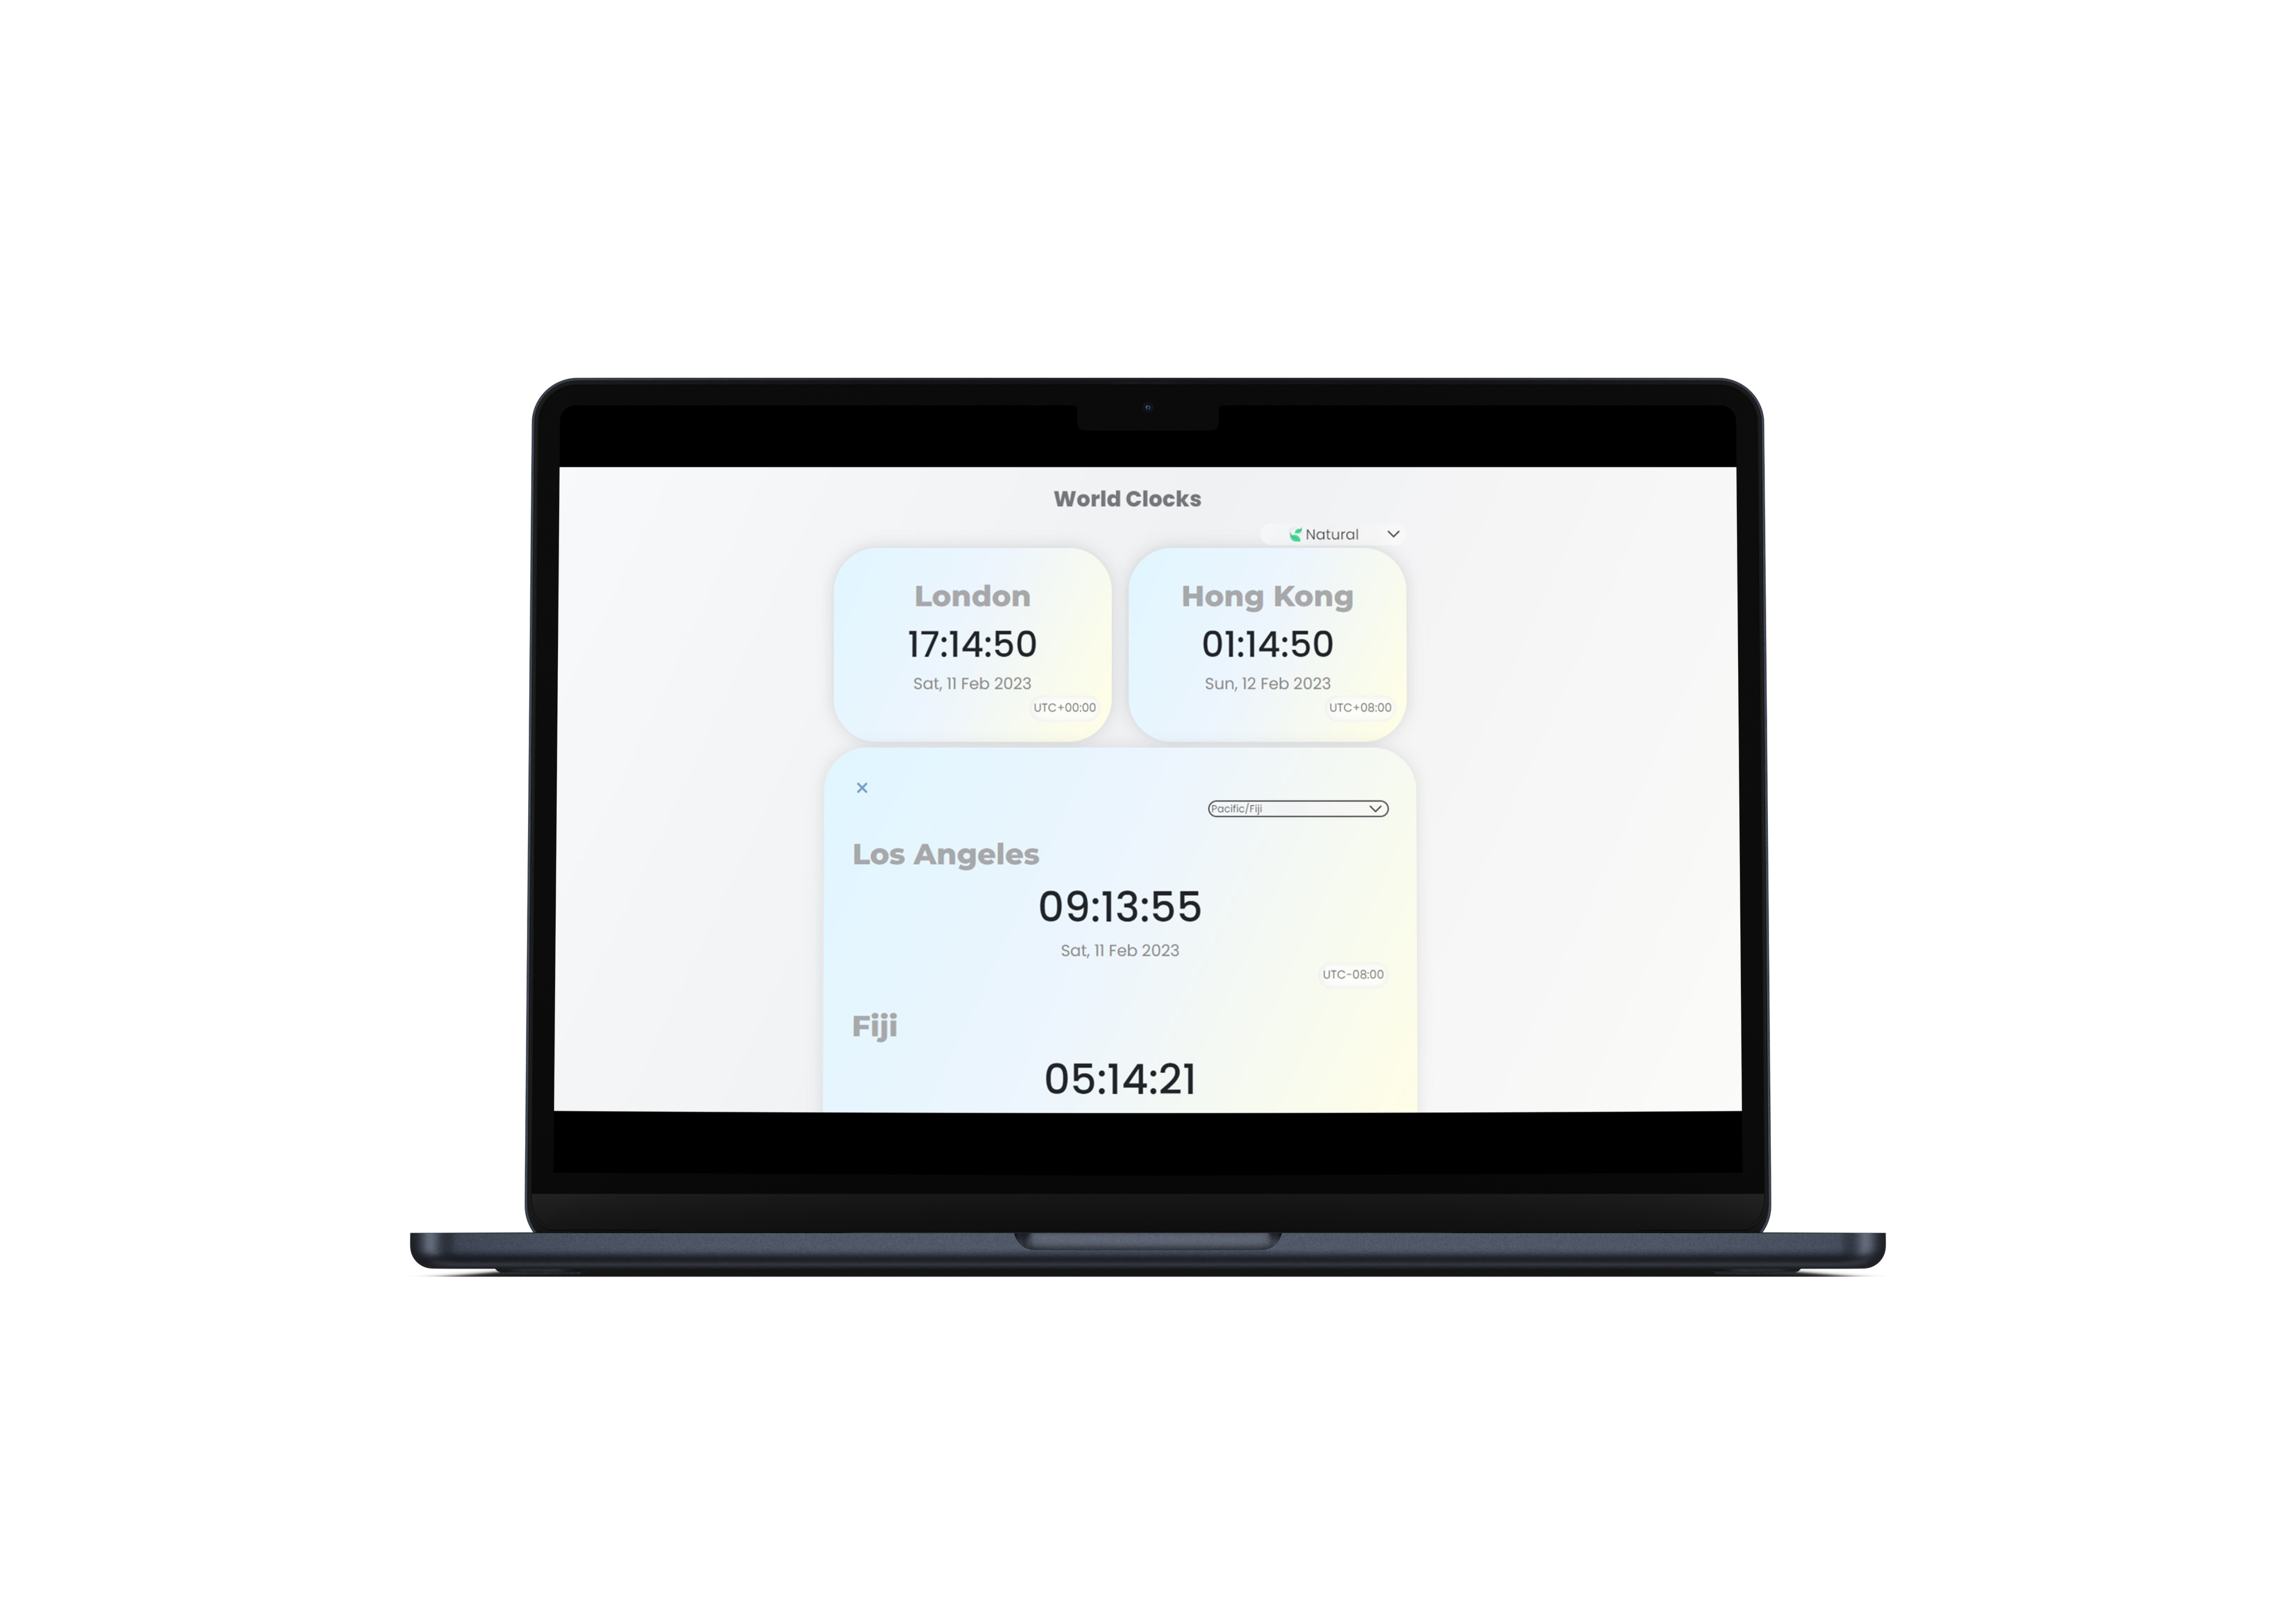 World Clocks
Natural
London
17:14:50
Sat, 11 Feb 2023
UTC+00:00
Hong Kong
01:14:50
Sun, 12 Feb 2023
UTC+08:00
Pacific/Fiji
Los Angeles
09:13:55
Sat, 11 Feb 2023
UTC-08:00
Fiji
05:14:21